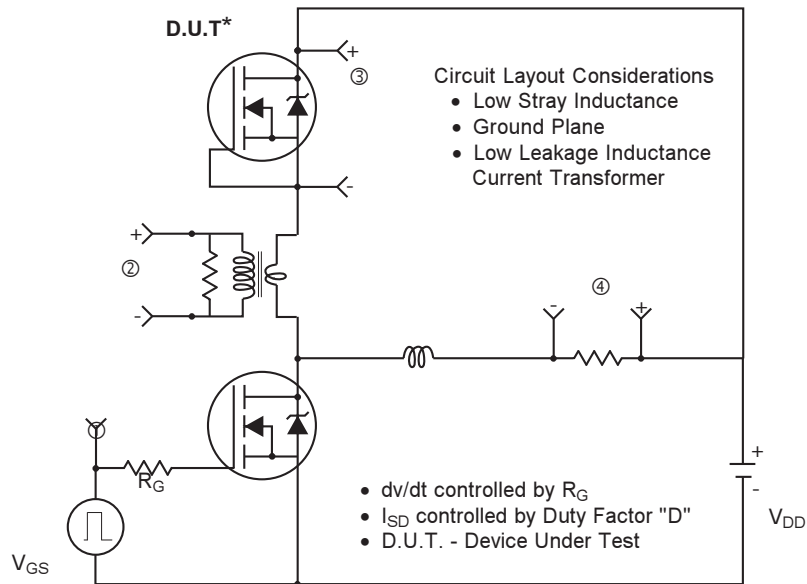 D.U.T*
+
③
-
Circuit Layout Considerations
• Low Stray Inductance
• Ground Plane
• Low Leakage Inductance
Current Transformer
+
②
-
④
-
+
R_G
V_GS
+
-
V_DD
• dv/dt controlled by R_G
• I_SD controlled by Duty Factor "D"
• D.U.T. - Device Under Test